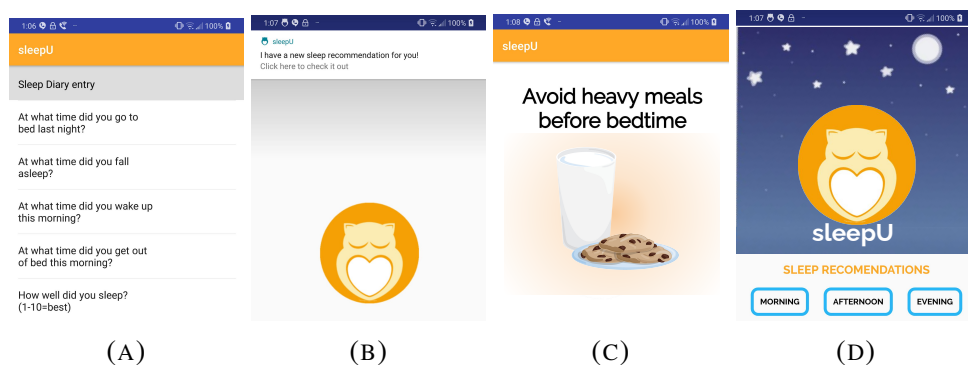 1:06
100%
sleepU
Sleep Diary entry
At what time did you go to
bed last night?
At what time did you fall
asleep?
At what time did you wake up
this morning?
At what time did you get out
of bed this morning?
How well did you sleep?
(1-10=best)
(A)
1:07
100%
sleepU
I have a new sleep recommendation for you!
Click here to check it out
(B)
1:08
100%
sleepU
Avoid heavy meals
before bedtime
(C)
1:07
100%
sleepU
SLEEP RECOMENDATIONS
MORNING
AFTERNOON
EVENING
(D)